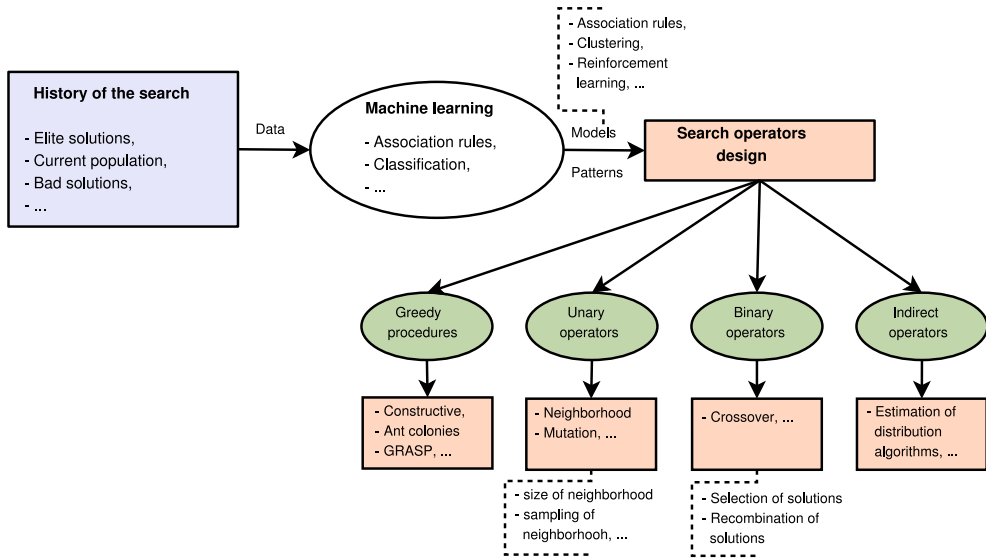 History of the search
- Elite solutions,
- Current population,
- Bad solutions,
- ...
Data
Machine learning
- Association rules,
- Classification,
- ...
- Association rules,
- Clustering,
- Reinforcement
learning, ...
Models
Patterns
Search operators
design
Greedy
procedures
Unary
operators
Binary
operators
Indirect
operators
- Constructive,
- Ant colonies
- GRASP, ...
- Neighborhood
- Mutation, ...
- Crossover, ...
- Estimation of
distribution
algorithms, ...
- size of neighborhood
- sampling of
neighborhooh, ...
- Selection of solutions
- Recombination of
solutions